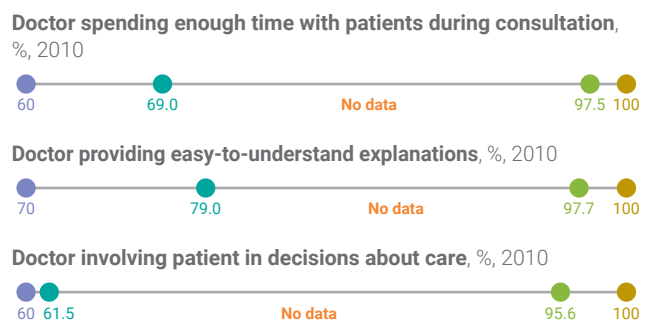 Doctor spending enough time with patients during consultation,
%, 2010
60 69.0 No data 97.5 100
Doctor providing easy-to-understand explanations, %, 2010
70 79.0 No data 97.7 100
Doctor involving patient in decisions about care, %, 2010
60 61.5 No data 95.6 100